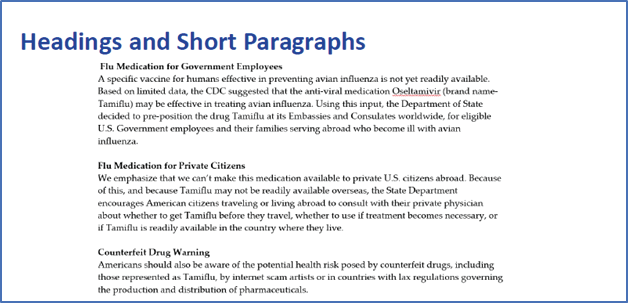 Headings and Short Paragraphs
Flu Medication for Government Employees
A specific vaccine for humans effective in preventing avian influenza is not yet readily available.
Based on limited data, the CDC suggested that the anti-viral medication Oseltamivir (brand name-
Tamiflu) may be effective in treating avian influenza. Using this input, the Department of State
decided to pre-position the drug Tamiflu at its Embassies and Consulates worldwide, for eligible
U.S. Government employees and their families serving abroad who become ill with avian
influenza.
Flu Medication for Private Citizens
We emphasize that we can't make this medication available to private U.S. citizens abroad. Because
of this, and because Tamiflu may not be readily available overseas, the State Department
encourages American citizens traveling or living abroad to consult with their private physician
about whether to get Tamiflu before they travel, whether to use if treatment becomes necessary, or
if Tamiflu is readily available in the country where they live.
Counterfeit Drug Warning
Americans should also be aware of the potential health risk posed by counterfeit drugs, including
those represented as Tamiflu, by internet scam artists or in countries with lax regulations governing
the production and distribution of pharmaceuticals.